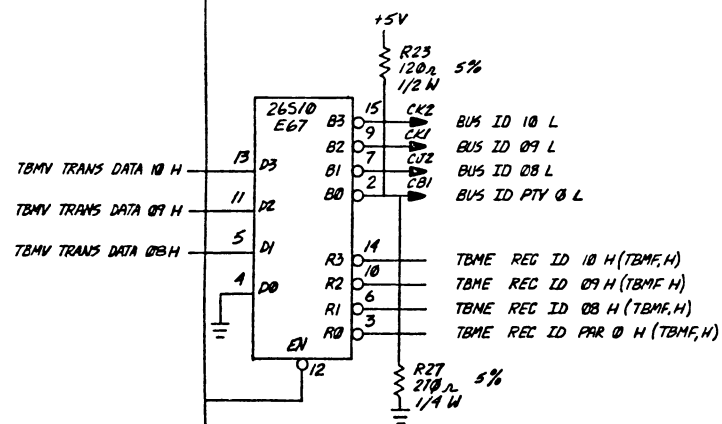 +5V
R23
120Ω 5%
1/2 W
26S10
E67
B3 15 CK2 BUS ID 10 L
B2 9 CK1 BUS ID 09 L
TBMV TRANS DATA 10 H 13 D3 B1 7 CJ2 BUS ID 08 L
B0 2 CB1 BUS ID PTY 0 L
TBMV TRANS DATA 09 H 11 D2
TBMV TRANS DATA 08 H 5 D1
R3 14 TBME REC ID 10 H (TBMF,H)
4 D0 R2 10 TBME REC ID 09 H (TBMF,H)
R1 6 TBME REC ID 08 H (TBMF,H)
R0 3 TBME REC ID PAR 0 H (TBMF,H)
EN
12
R27
270Ω 5%
1/4 W